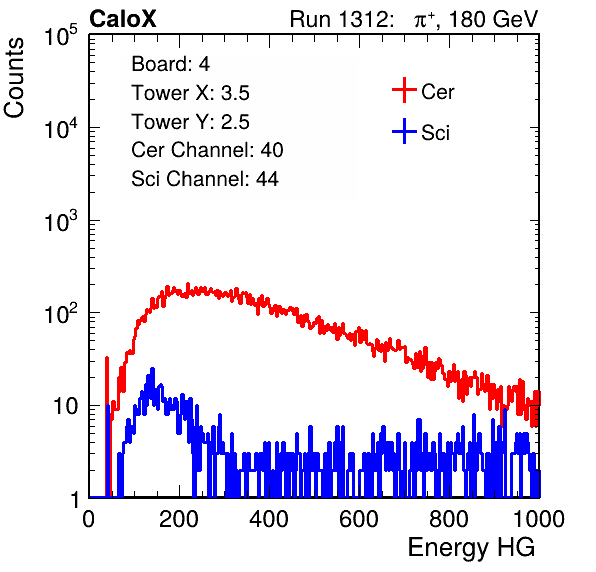 CaloX Run 1312: π⁺, 180 GeV
Counts
10⁵
10⁴
10³
10²
10
1
Board: 4
Tower X: 3.5
Tower Y: 2.5
Cer Channel: 40
Sci Channel: 44
Cer
Sci
0 200 400 600 800 1000
Energy HG